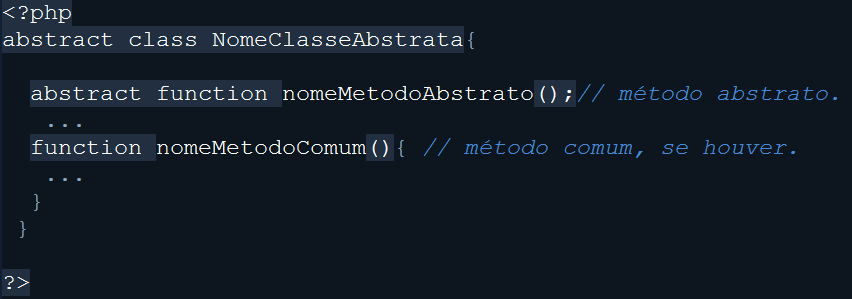 <?php
abstract class NomeClasseAbstrata{
abstract function nomeMetodoAbstrato();// método abstrato.
...
function nomeMetodoComum(){ // método comum, se houver.
...
}
}
?>